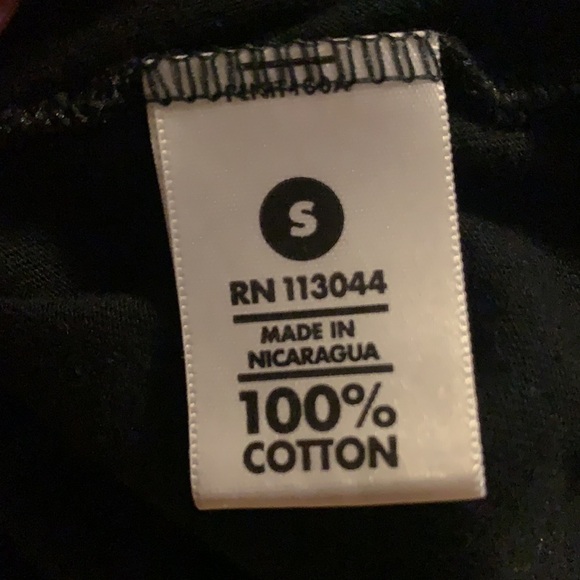 S
RN 113044
MADE IN
NICARAGUA
100%
COTTON